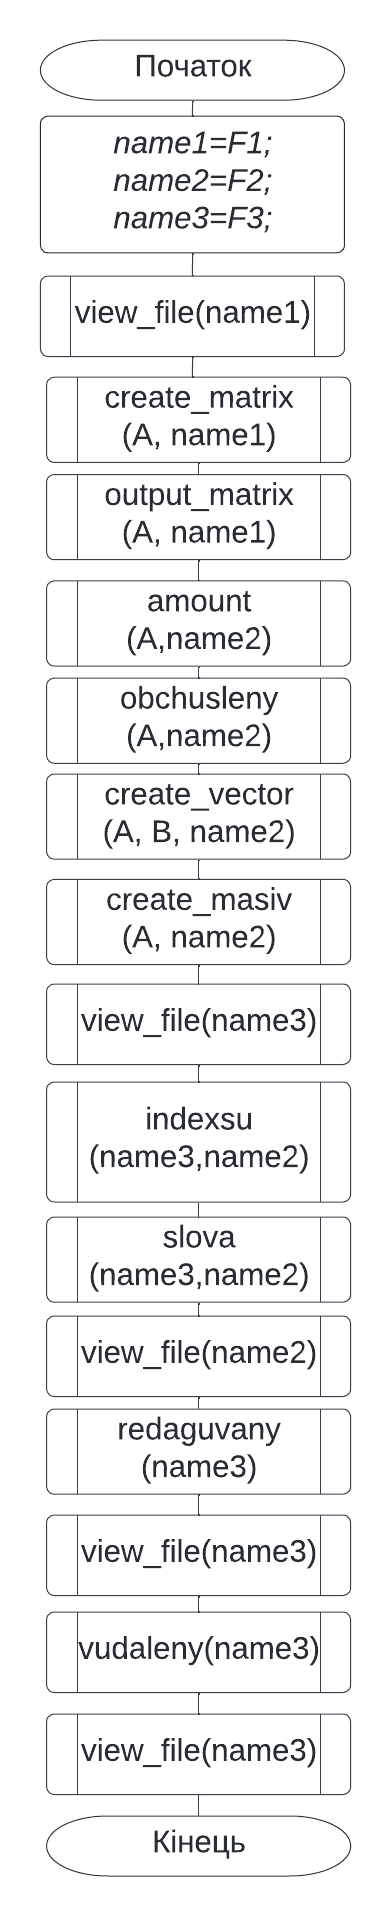 Початок
name1=F1;
name2=F2;
name3=F3;
view_file(name1)
create_matrix
(A, name1)
output_matrix
(A, name1)
amount
(A,name2)
obchusleny
(A,name2)
create_vector
(A, B, name2)
create_masiv
(A, name2)
view_file(name3)
indexsu
(name3,name2)
slova
(name3,name2)
view_file(name2)
redaguvany
(name3)
view_file(name3)
vudaleny(name3)
view_file(name3)
Кінець